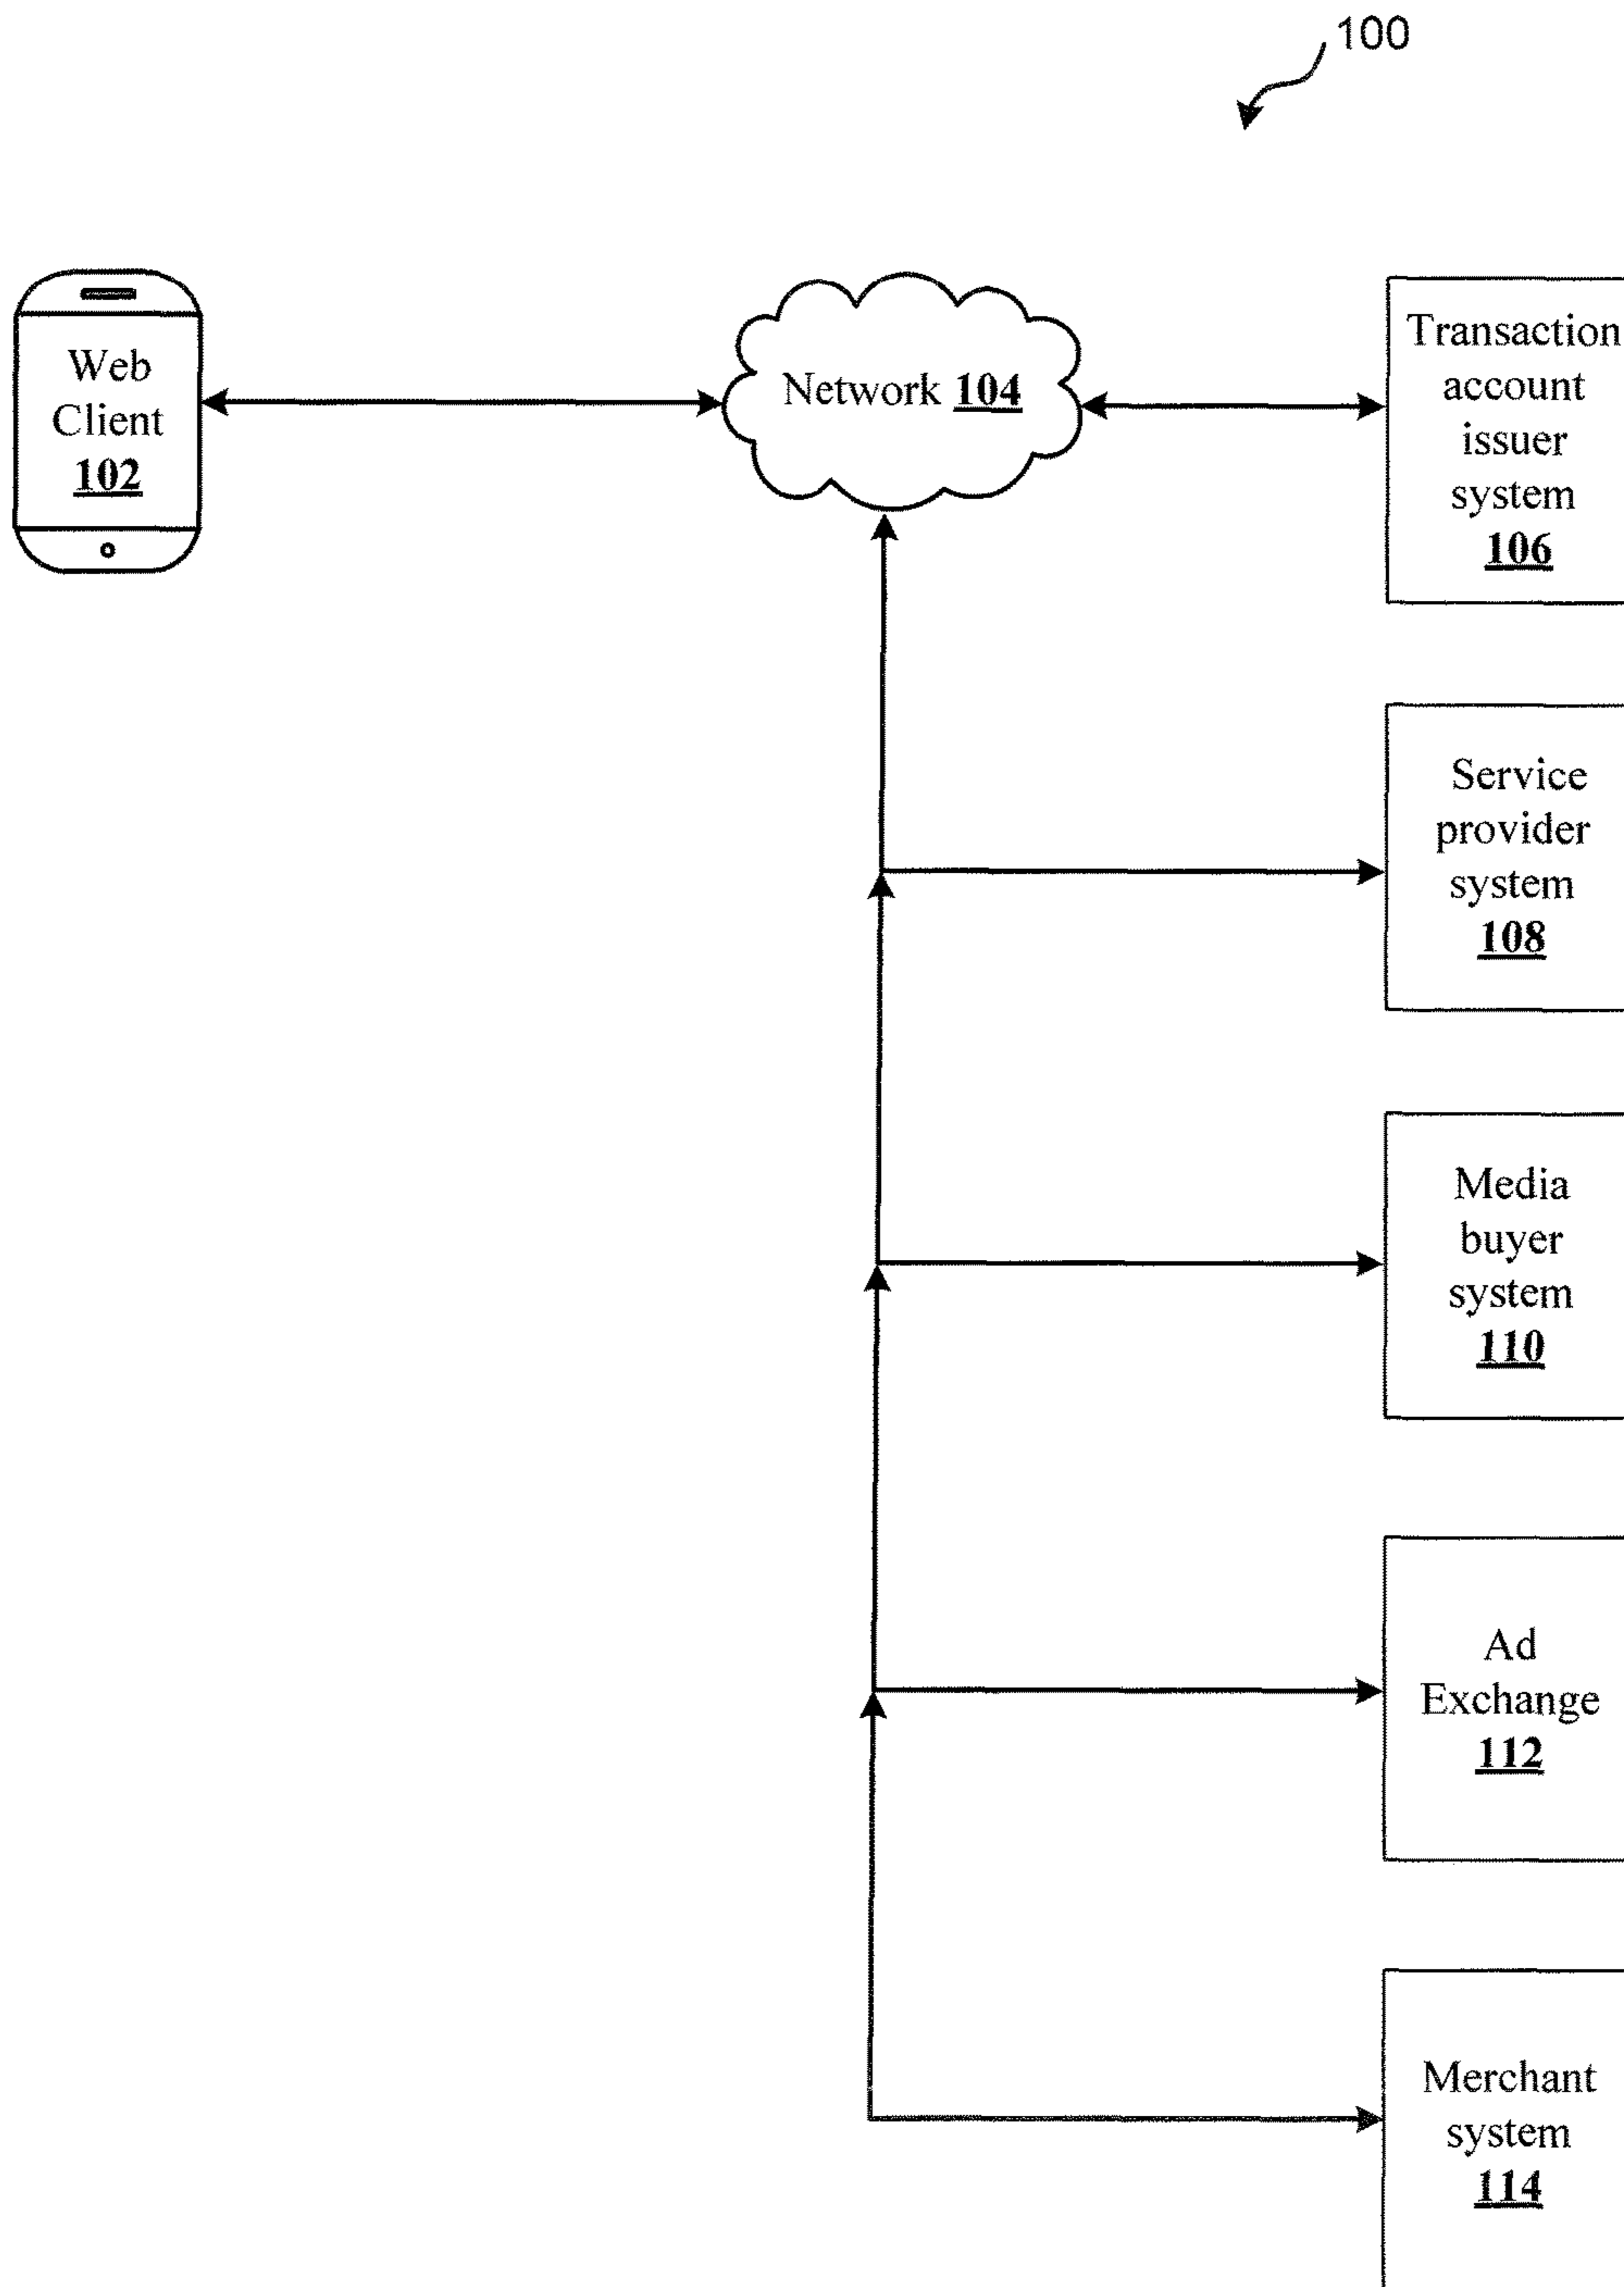 100
Web
Client
102
Network 104
Transaction
account
issuer
system
106
Service
provider
system
108
Media
buyer
system
110
Ad
Exchange
112
Merchant
system
114